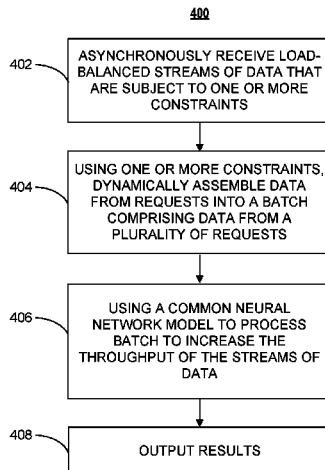 400
402
ASYNCHRONOUSLY RECEIVE LOAD-
BALANCED STREAMS OF DATA THAT
ARE SUBJECT TO ONE OR MORE
CONSTRAINTS
404
USING ONE OR MORE CONSTRAINTS,
DYNAMICALLY ASSEMBLE DATA
FROM REQUESTS INTO A BATCH
COMPRISING DATA FROM A
PLURALITY OF REQUESTS
406
USING A COMMON NEURAL
NETWORK MODEL TO PROCESS
BATCH TO INCREASE THE
THROUGHPUT OF THE STREAMS OF
DATA
408
OUTPUT RESULTS